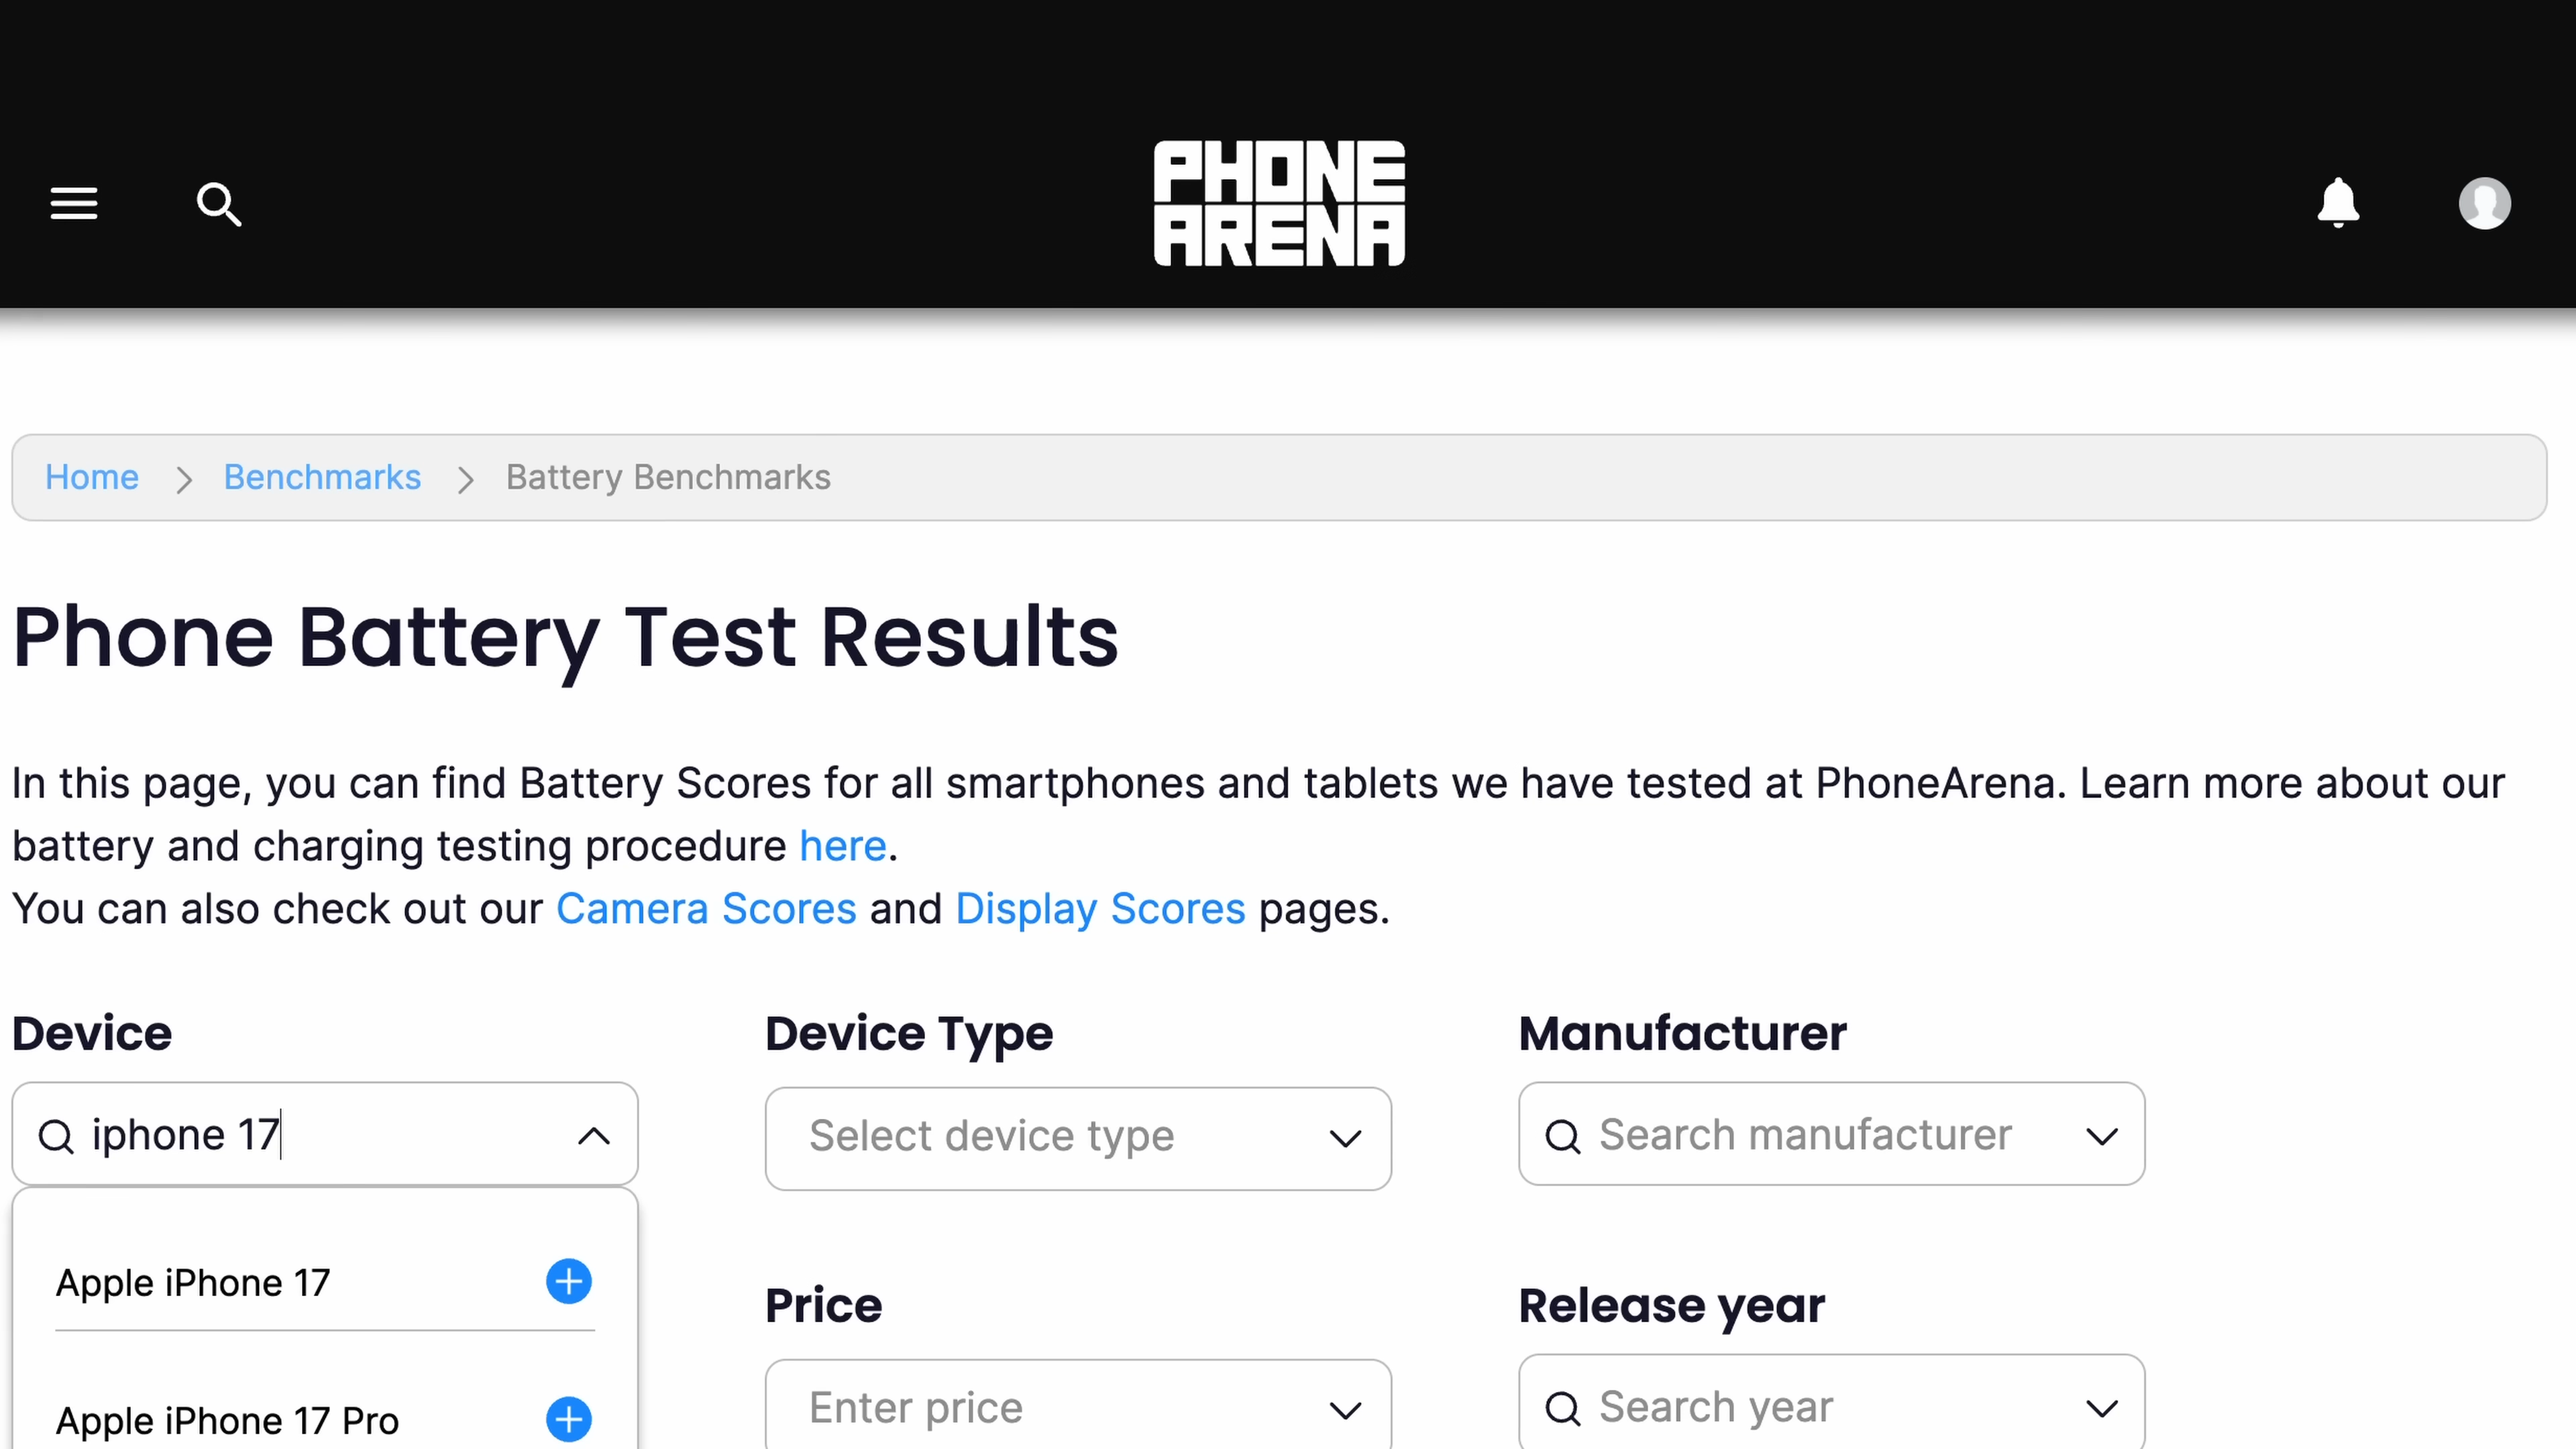 PHONE
ARENA
Home > Benchmarks > Battery Benchmarks
Phone Battery Test Results
In this page, you can find Battery Scores for all smartphones and tablets we have tested at PhoneArena. Learn more about our
battery and charging testing procedure here.
You can also check out our Camera Scores and Display Scores pages.
Device
iphone 17
Apple iPhone 17
Apple iPhone 17 Pro
Device Type
Select device type
Manufacturer
Search manufacturer
Price
Enter price
Release year
Search year